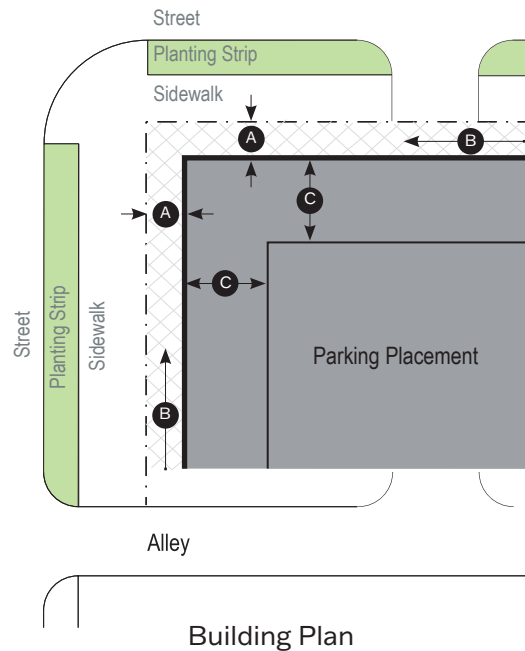 Street
Planting Strip
Sidewalk
A
B
C
A
C
Street
Planting Strip
Sidewalk
Parking Placement
B
Alley
Building Plan